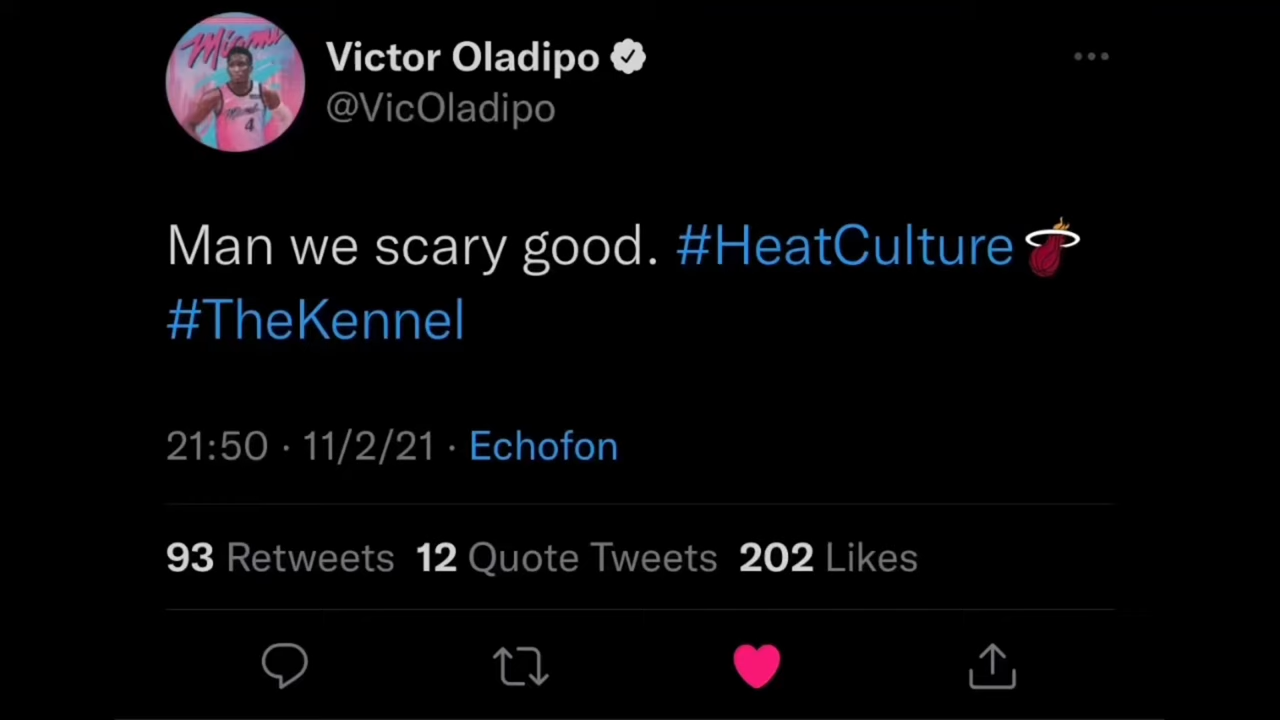 Miami
Victor Oladipo
@VicOladipo
Man we scary good. #HeatCulture
#TheKennel
21:50 · 11/2/21 · Echofon
93 Retweets 12 Quote Tweets 202 Likes